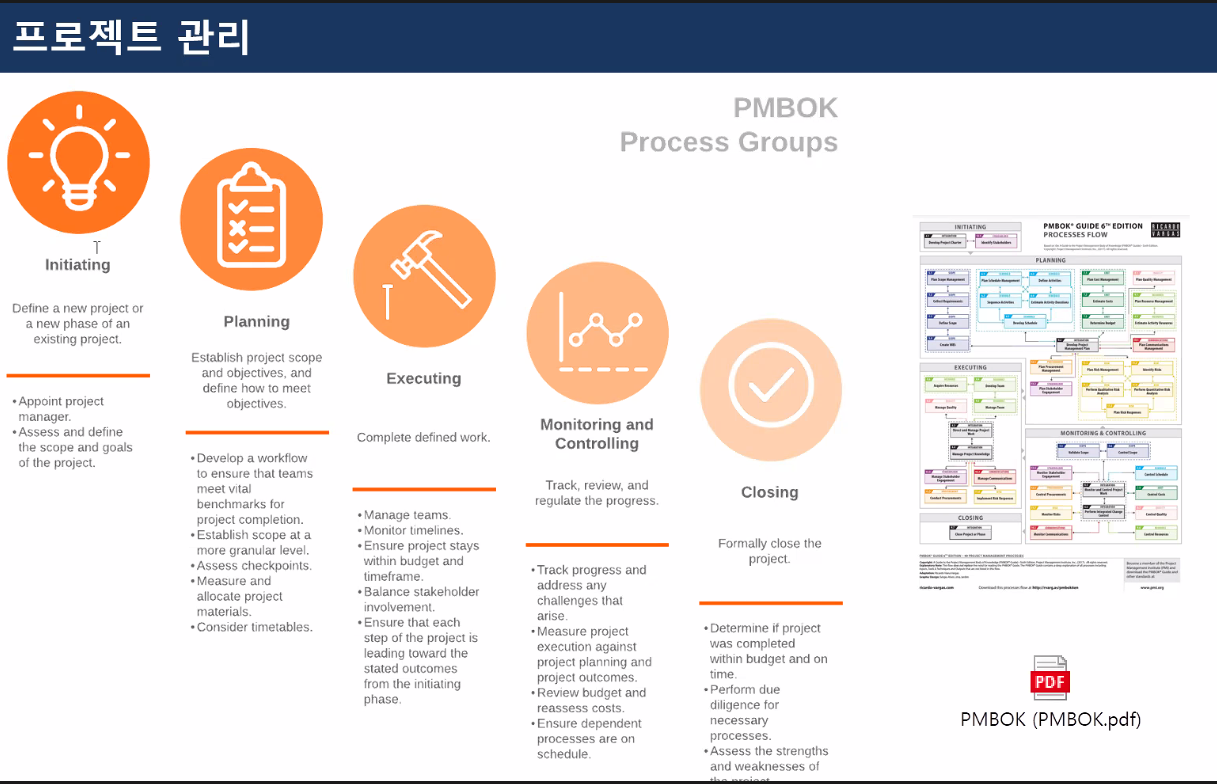 프로젝트 관리
PMBOK
Process Groups
Initiating
Define a new project or
a new phase of an
existing project.
•Appoint project
manager.
•Assess and define
the scope and goals
of the project.
Planning
Establish project scope
and objectives, and
define how to meet
objectives.
•Develop a workflow
to ensure that teams
meet vital
benchmarks for
project completion.
•Establish scope at a
more granular level.
•Assess checkpoints.
•Measure and
allocate project
materials.
•Consider timetables.
Executing
Complete defined work.
•Manage teams.
•Monitor timelines.
•Ensure project stays
within budget and
timeframe.
•Balance stakeholder
involvement.
•Ensure that each
step of the project is
leading toward the
stated outcomes
from the initiating
phase.
Monitoring and
Controlling
Track, review, and
regulate the progress.
•Track progress and
address any
challenges that
arise.
•Measure project
execution against
project planning and
project outcomes.
•Review budget and
reassess costs.
•Ensure dependent
processes are on
schedule.
Closing
Formally close the
project.
•Determine if project
was completed
within budget and on
time.
•Perform due
diligence for
necessary
processes.
•Assess the strengths
and weaknesses of
the project
PMBOK® GUIDE 6TH EDITION
PROCESSES FLOW
RICARDO
VARGAS
INITIATING
Develop Project Charter
Identify Stakeholders
PLANNING
Plan Scope Management
Plan Schedule Management
Define Activities
Plan Cost Management
Plan Quality Management
Collect Requirements
Sequence Activities
Estimate Activity Durations
Estimate Costs
Plan Resource Management
Define Scope
Develop Schedule
Determine Budget
Estimate Activity Resources
Create WBS
Develop Project
Management Plan
Plan Communications
Management
Plan Procurement
Management
Plan Risk Management
Identify Risks
Plan Stakeholder
Engagement
Perform Qualitative Risk
Analysis
Perform Quantitative Risk
Analysis
Plan Risk Responses
EXECUTING
Acquire Resources
Develop Team
Manage Quality
Manage Team
Direct and Manage Project
Work
Manage Project Knowledge
Manage Stakeholder
Engagement
Manage Communications
Conduct Procurements
Implement Risk Responses
MONITORING & CONTROLLING
Validate Scope
Control Scope
Monitor Stakeholder
Engagement
Control Schedule
Control Procurements
Monitor and Control Project
Work
Control Costs
Monitor Risks
Perform Integrated Change
Control
Control Quality
Monitor Communications
Control Resources
CLOSING
Close Project or Phase
ricardo-vargas.com
www.pmi.org
PDF
PMBOK (PMBOK.pdf)